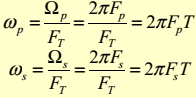 ω_p = Ω_p / F_T = 2πF_p / F_T = 2πF_pT
ω_s = Ω_s / F_T = 2πF_s / F_T = 2πF_sT